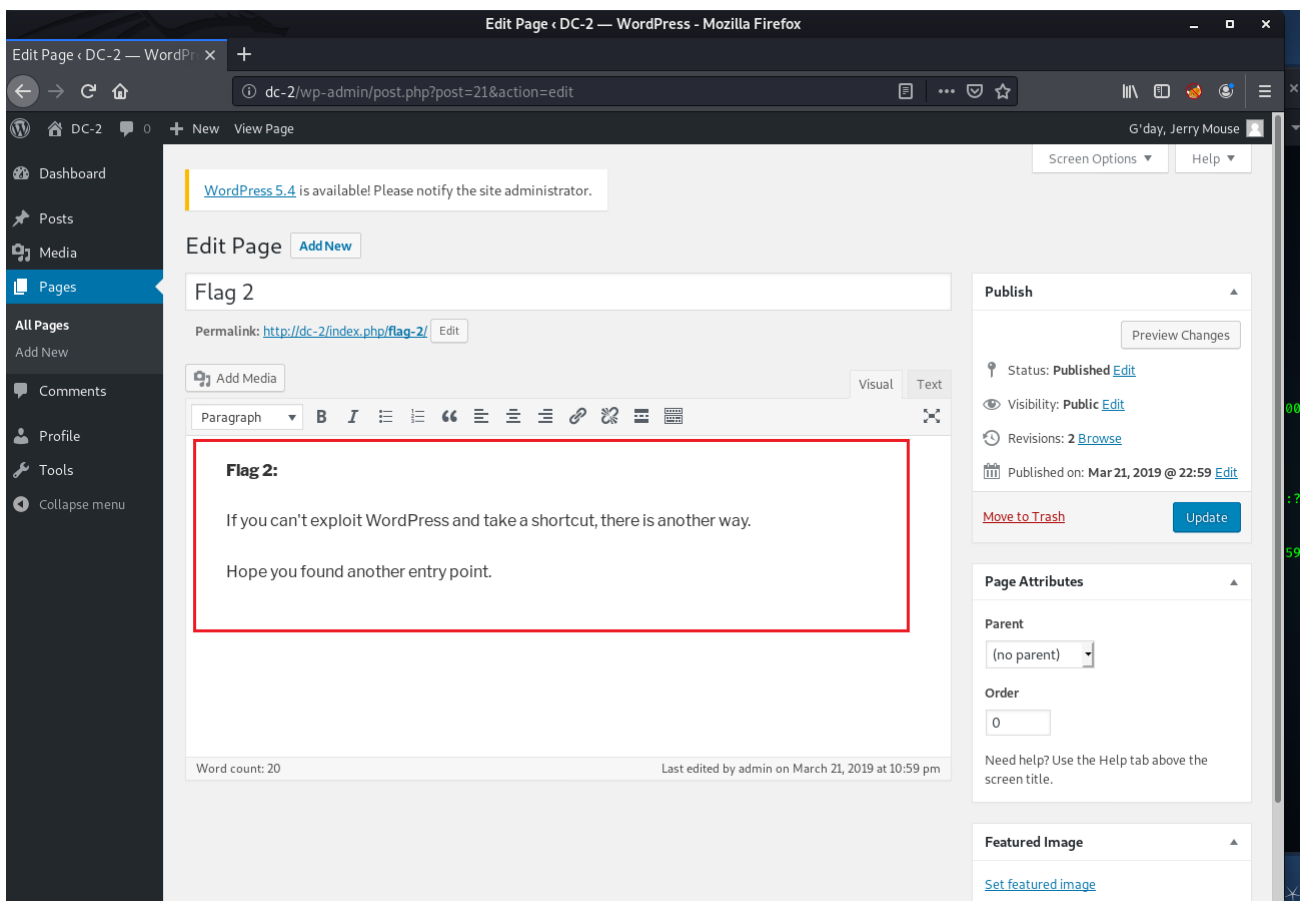 Edit Page ‹ DC-2 — WordPress - Mozilla Firefox
Edit Page ‹ DC-2 — WordPr
dc-2/wp-admin/post.php?post=21&action=edit
DC-2 0 New View Page G'day, Jerry Mouse
Screen Options Help
Dashboard
Posts
Media
Pages
All Pages
Add New
Comments
Profile
Tools
Collapse menu
WordPress 5.4 is available! Please notify the site administrator.
Edit Page Add New
Flag 2
Permalink: http://dc-2/index.php/flag-2/ Edit
Add Media
Visual Text
Paragraph
Flag 2:
If you can't exploit WordPress and take a shortcut, there is another way.
Hope you found another entry point.
Word count: 20 Last edited by admin on March 21, 2019 at 10:59 pm
Publish
Preview Changes
Status: Published Edit
Visibility: Public Edit
Revisions: 2 Browse
Published on: Mar 21, 2019 @ 22:59 Edit
Move to Trash Update
Page Attributes
Parent
(no parent)
Order
0
Need help? Use the Help tab above the
screen title.
Featured Image
Set featured image
00
:?
59